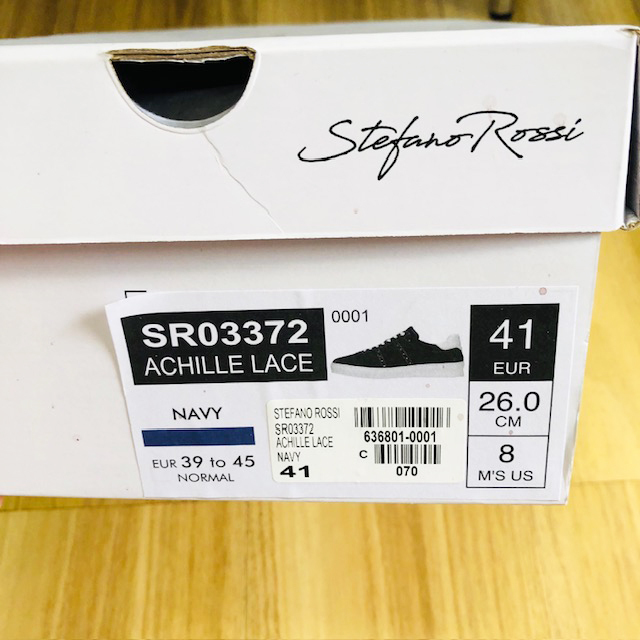 Stefano Rossi
SR03372
ACHILLE LACE
0001
41
EUR
26.0
CM
8
M'S US
NAVY
EUR 39 to 45
NORMAL
STEFANO ROSSI
SR03372
ACHILLE LACE
NAVY
41
636801-0001
C
070